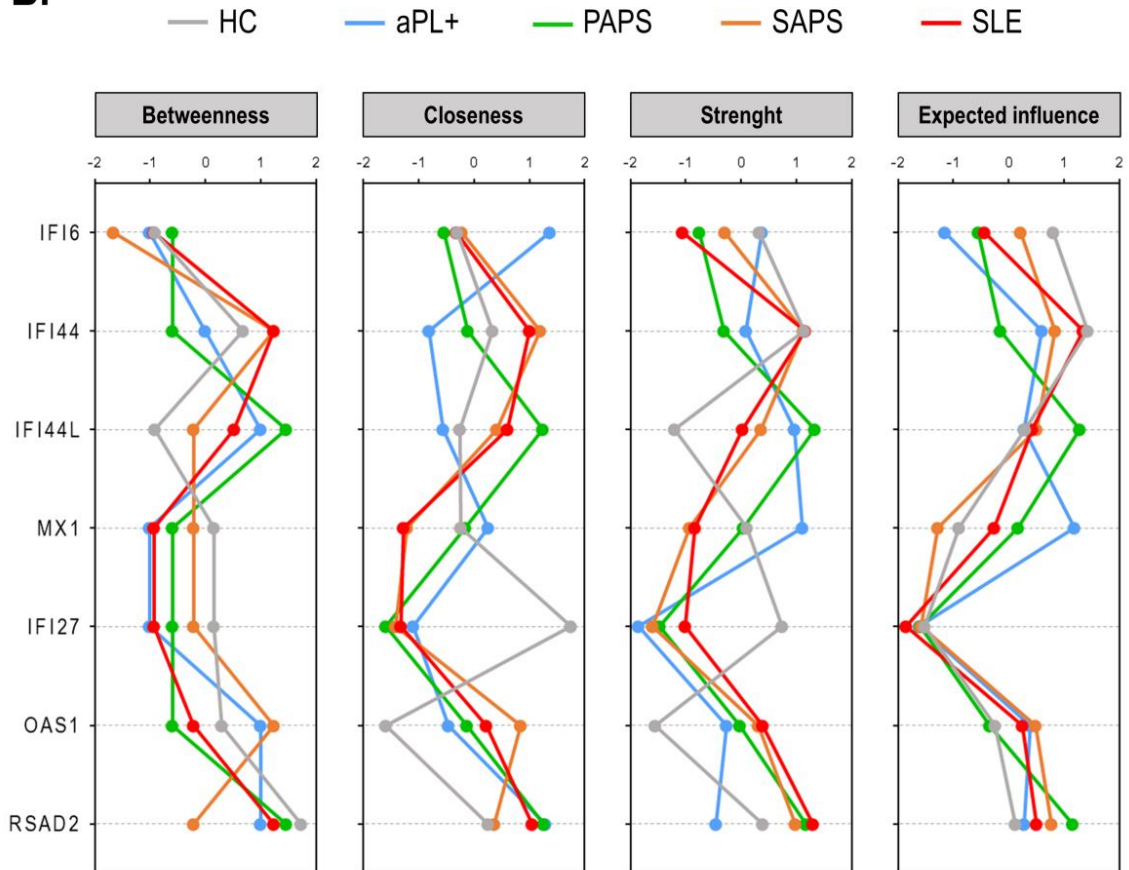 B.
HC aPL+ PAPS SAPS SLE
Betweenness Closeness Strenght Expected influence
-2 -1 0 1 2 -2 -1 0 1 2 -2 -1 0 1 2 -2 -1 0 1 2
IFI6
IFI44
IFI44L
MX1
IFI27
OAS1
RSAD2